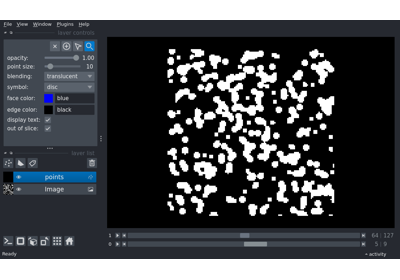 File View Window Plugins Help
layer controls
opacity: 1.00
point size: 10
blending: translucent
symbol: disc
face color: blue
edge color: black
display text:
out of slice:
layer list
points
Image
1 64 127
0 5 9
Ready activity